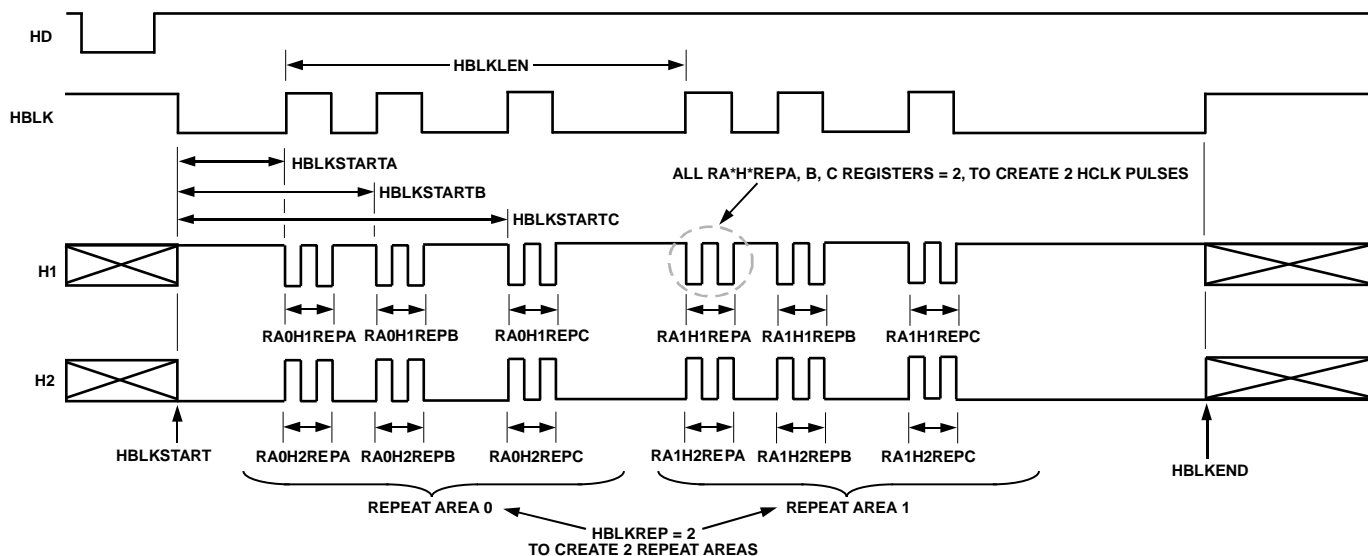 HD
HBLKLEN
HBLK
HBLKSTARTA
ALL RA*H*REPA, B, C REGISTERS = 2, TO CREATE 2 HCLK PULSES
HBLKSTARTB
HBLKSTARTC
H1
RA0H1REPA RA0H1REPB RA0H1REPC RA1H1REPA RA1H1REPB RA1H1REPC
H2
HBLKSTART RA0H2REPA RA0H2REPB RA0H2REPC RA1H2REPA RA1H2REPB RA1H2REPC HBLKEND
REPEAT AREA 0 REPEAT AREA 1
HBLKREP = 2
TO CREATE 2 REPEAT AREAS